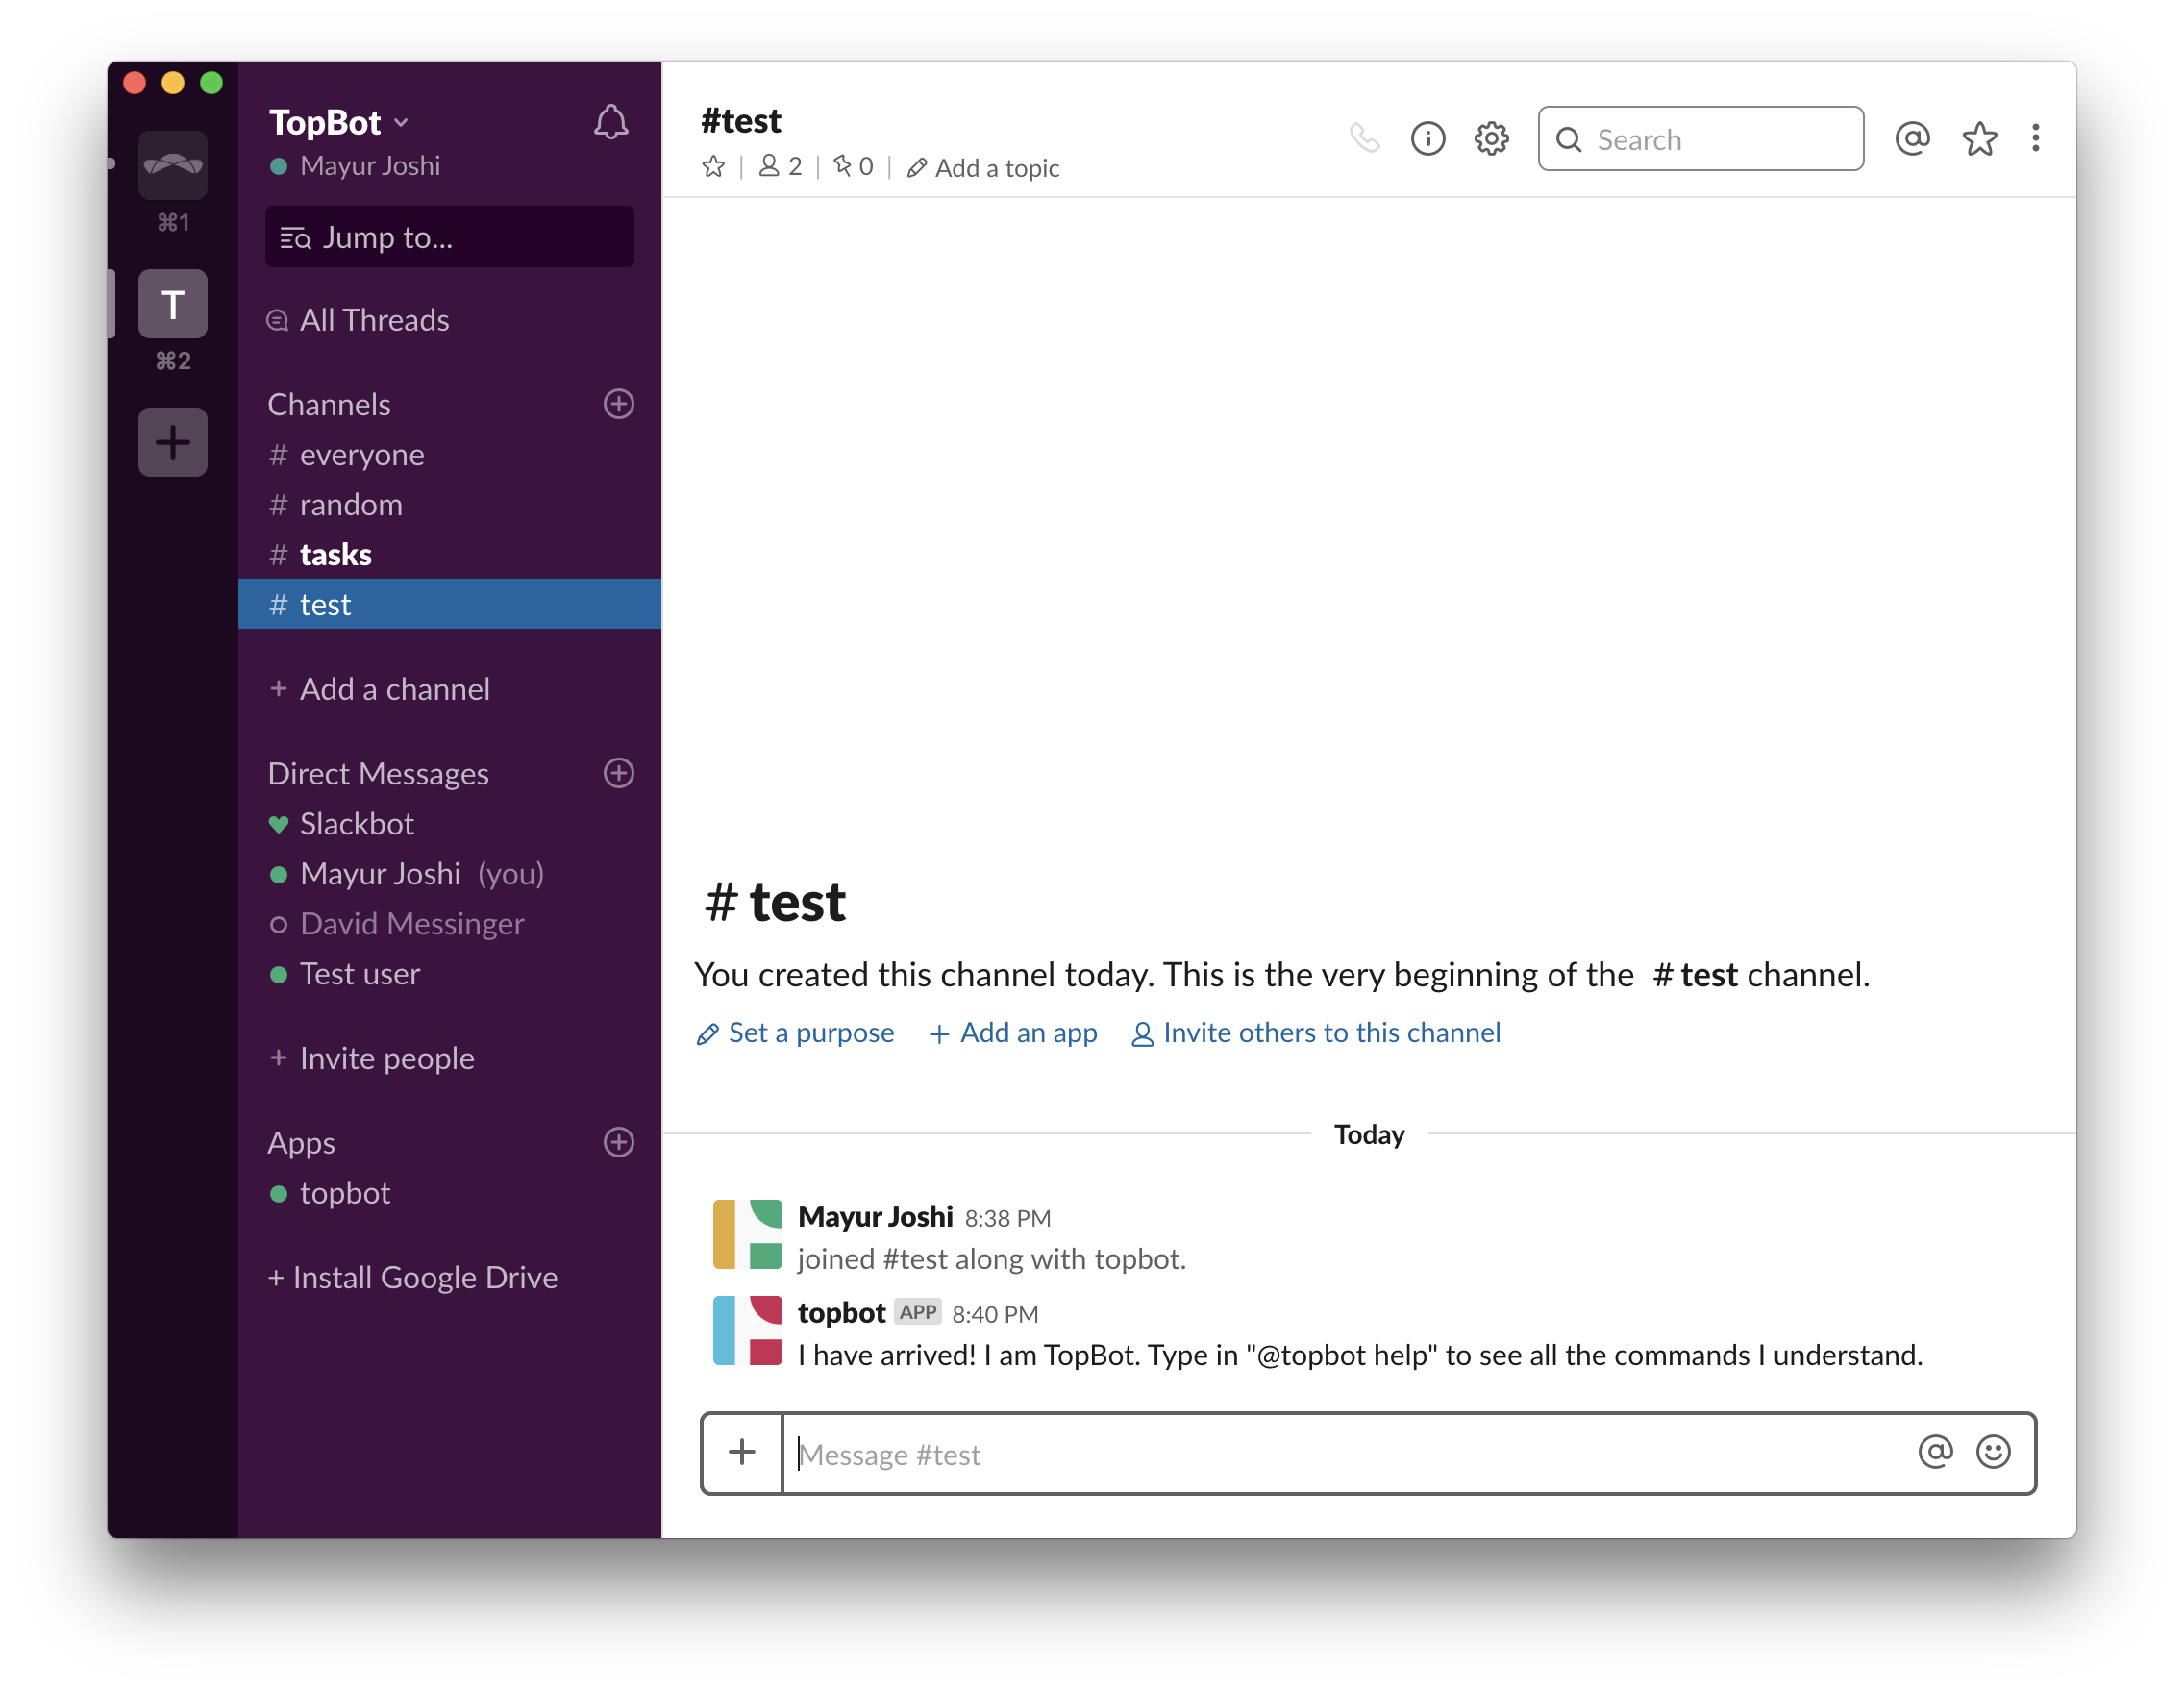 ⌘1
T
⌘2
TopBot
Mayur Joshi
Jump to...
All Threads
Channels
# everyone
# random
# tasks
# test
+ Add a channel
Direct Messages
Slackbot
Mayur Joshi (you)
David Messinger
Test user
+ Invite people
Apps
topbot
+ Install Google Drive
#test
2 | 0 | Add a topic
Search
# test
You created this channel today. This is the very beginning of the # test channel.
Set a purpose + Add an app Invite others to this channel
Today
Mayur Joshi 8:38 PM
joined #test along with topbot.
topbot APP 8:40 PM
I have arrived! I am TopBot. Type in "@topbot help" to see all the commands I understand.
Message #test